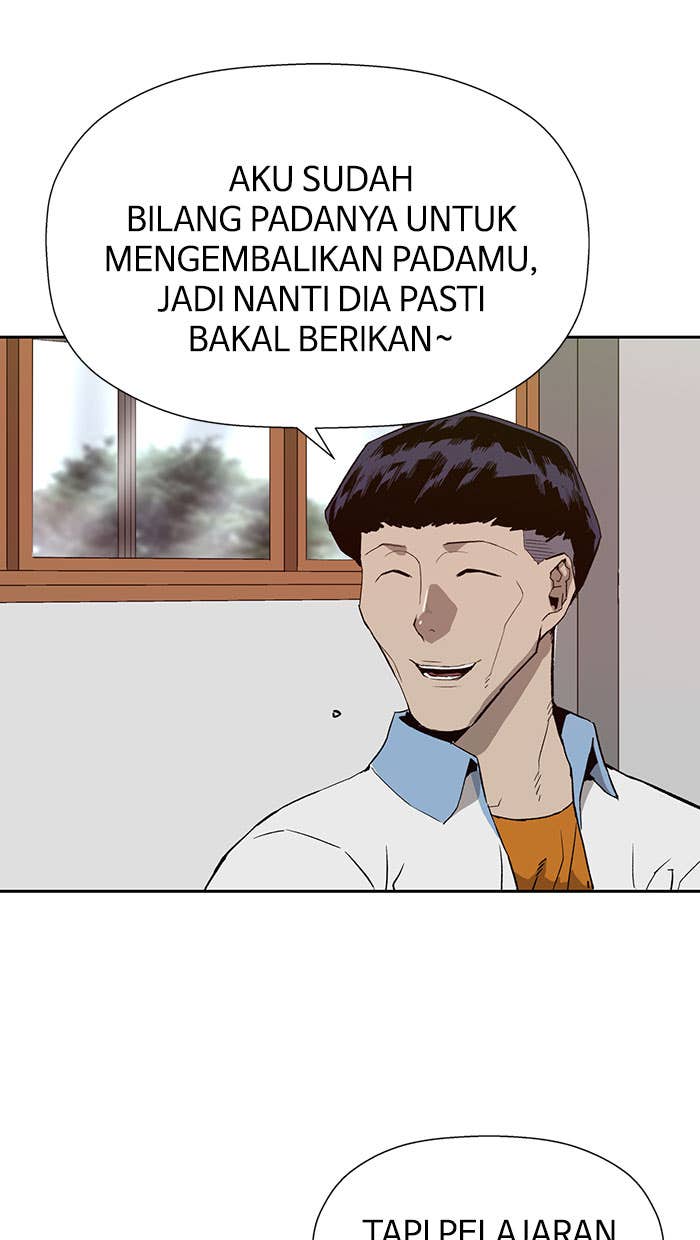 AKU SUDAH
BILANG PADANYA UNTUK
MENGEMBALIKAN PADAMU,
JADI NANTI DIA PASTI
BAKAL BERIKAN~
TAPI PELAJARAN